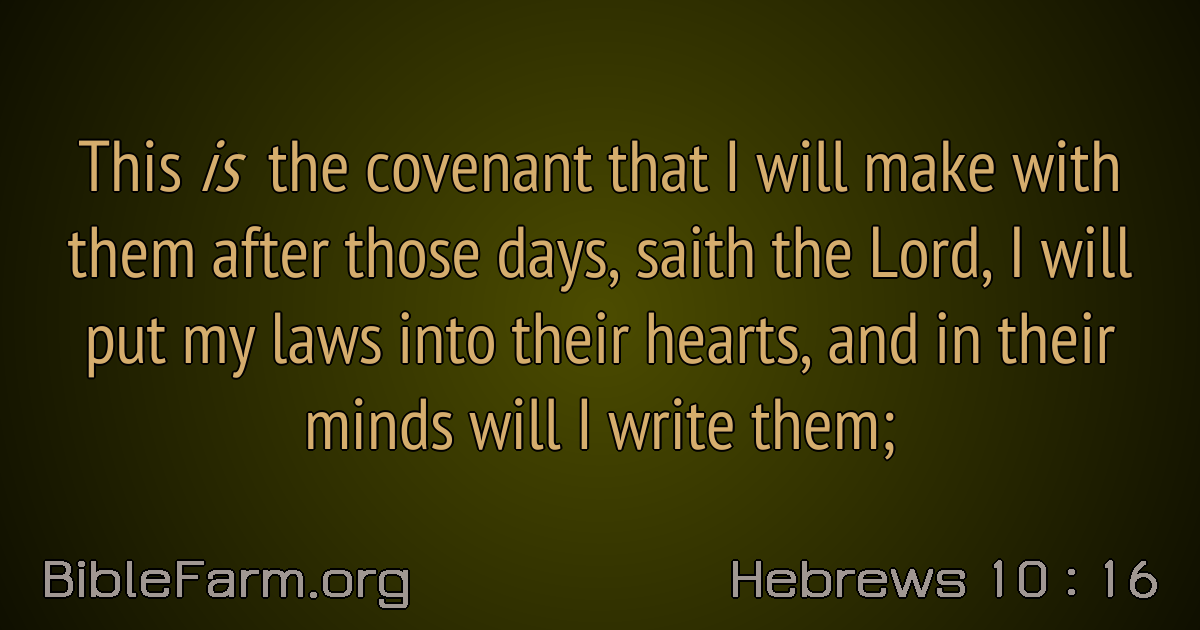 This is the covenant that I will make with
them after those days, saith the Lord, I will
put my laws into their hearts, and in their
minds will I write them;
BibleFarm.org
Hebrews 10 : 16